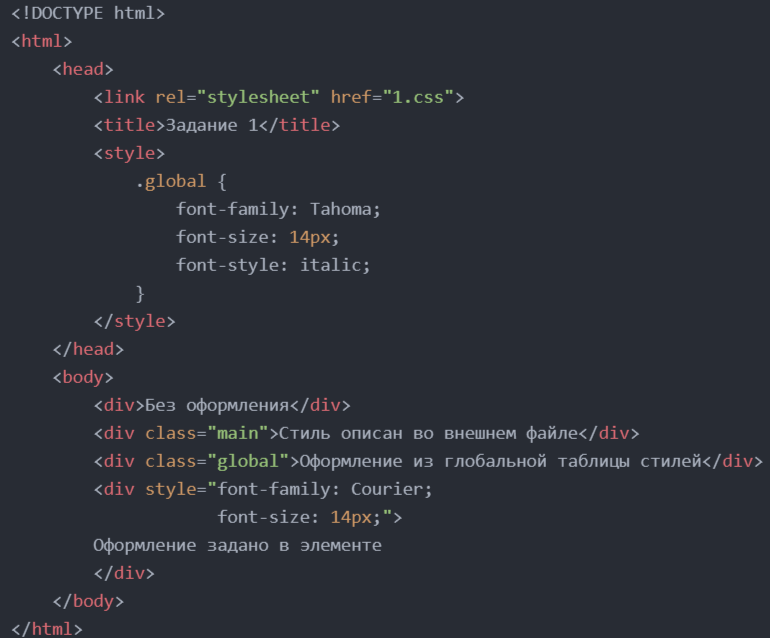 <!DOCTYPE html>
<html>
    <head>
        <link rel="stylesheet" href="1.css">
        <title>Задание 1</title>
        <style>
            .global {
                font-family: Tahoma;
                font-size: 14px;
                font-style: italic;
            }
        </style>
    </head>
    <body>
        <div>Без оформления</div>
        <div class="main">Стиль описан во внешнем файле</div>
        <div class="global">Оформление из глобальной таблицы стилей</div>
        <div style="font-family: Courier;
                    font-size: 14px;">
        Оформление задано в элементе
        </div>
    </body>
</html>